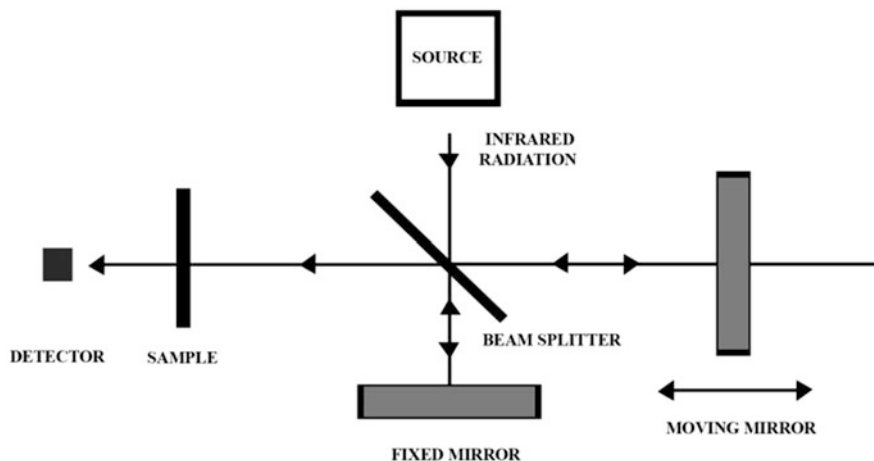 SOURCE
INFRARED
RADIATION
BEAM SPLITTER
DETECTOR
SAMPLE
MOVING MIRROR
FIXED MIRROR